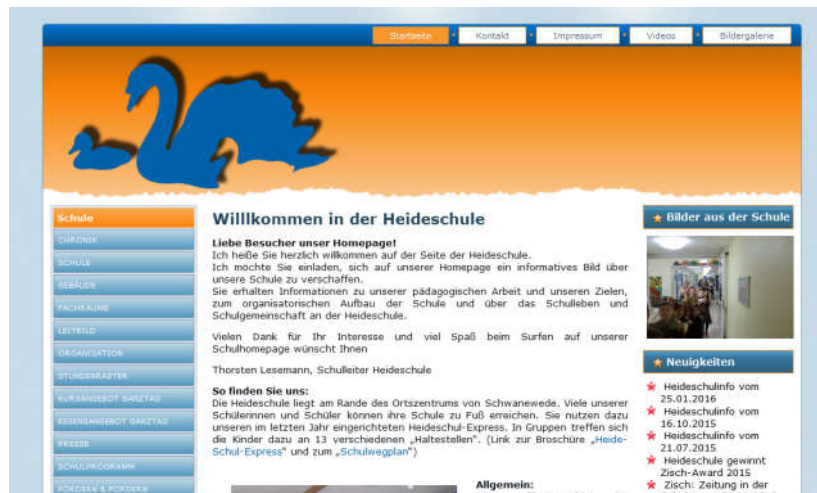 Startseite
Kontakt
Impressum
Videos
Bildergalerie
Schule
CHRONIK
SCHULE
GEBÄUDE
FACHRÄUME
LEITBILD
ORGANISATION
STUNDENRASTER
KURSANGEBOT GANZTAG
ESSENSANGEBOT GANZTAG
PRESSE
SCHULPROGRAMM
FÖRDERN & FORDERN
Willlkommen in der Heideschule
Liebe Besucher unser Homepage!
Ich heiße Sie herzlich willkommen auf der Seite der Heideschule.
Ich mochte Sie einladen, sich auf unserer Homepage ein informatives Bild über
unsere Schule zu verschaffen.
Sie erhalten Informationen zu unserer pädagogischen Arbeit und unseren Zielen,
zum organisatorischen Aufbau der Schule und über das Schulleben und
Schulgemeinschaft an der Heideschule.
Vielen Dank für Ihr Interesse und viel Spaß beim Surfen auf unserer
Schulhomepage wünscht Ihnen
Thorsten Lesemann, Schulleiter Heideschule
So finden Sie uns:
Die Heideschule liegt am Rande des Ortszentrums von Schwanewede. Viele unserer
Schülerinnen und Schüler können ihre Schule zu Fuß erreichen. Sie nutzen dazu
unseren im letzten Jahr eingerichteten Heideschul-Express. In Gruppen treffen sich
die Kinder dazu an 13 verschiedenen „Haltestellen". (Link zur Broschüre „Heide-
Schul-Express" und zum „Schulwegplan")
Allgemein:
Bilder aus der Schule
Neuigkeiten
Heideschulinfo vom
25.01.2016
Heideschulinfo vom
16.10.2015
Heideschulinfo vom
21.07.2015
Heideschule gewinnt
Zisch-Award 2015
Zisch: Zeitung in der